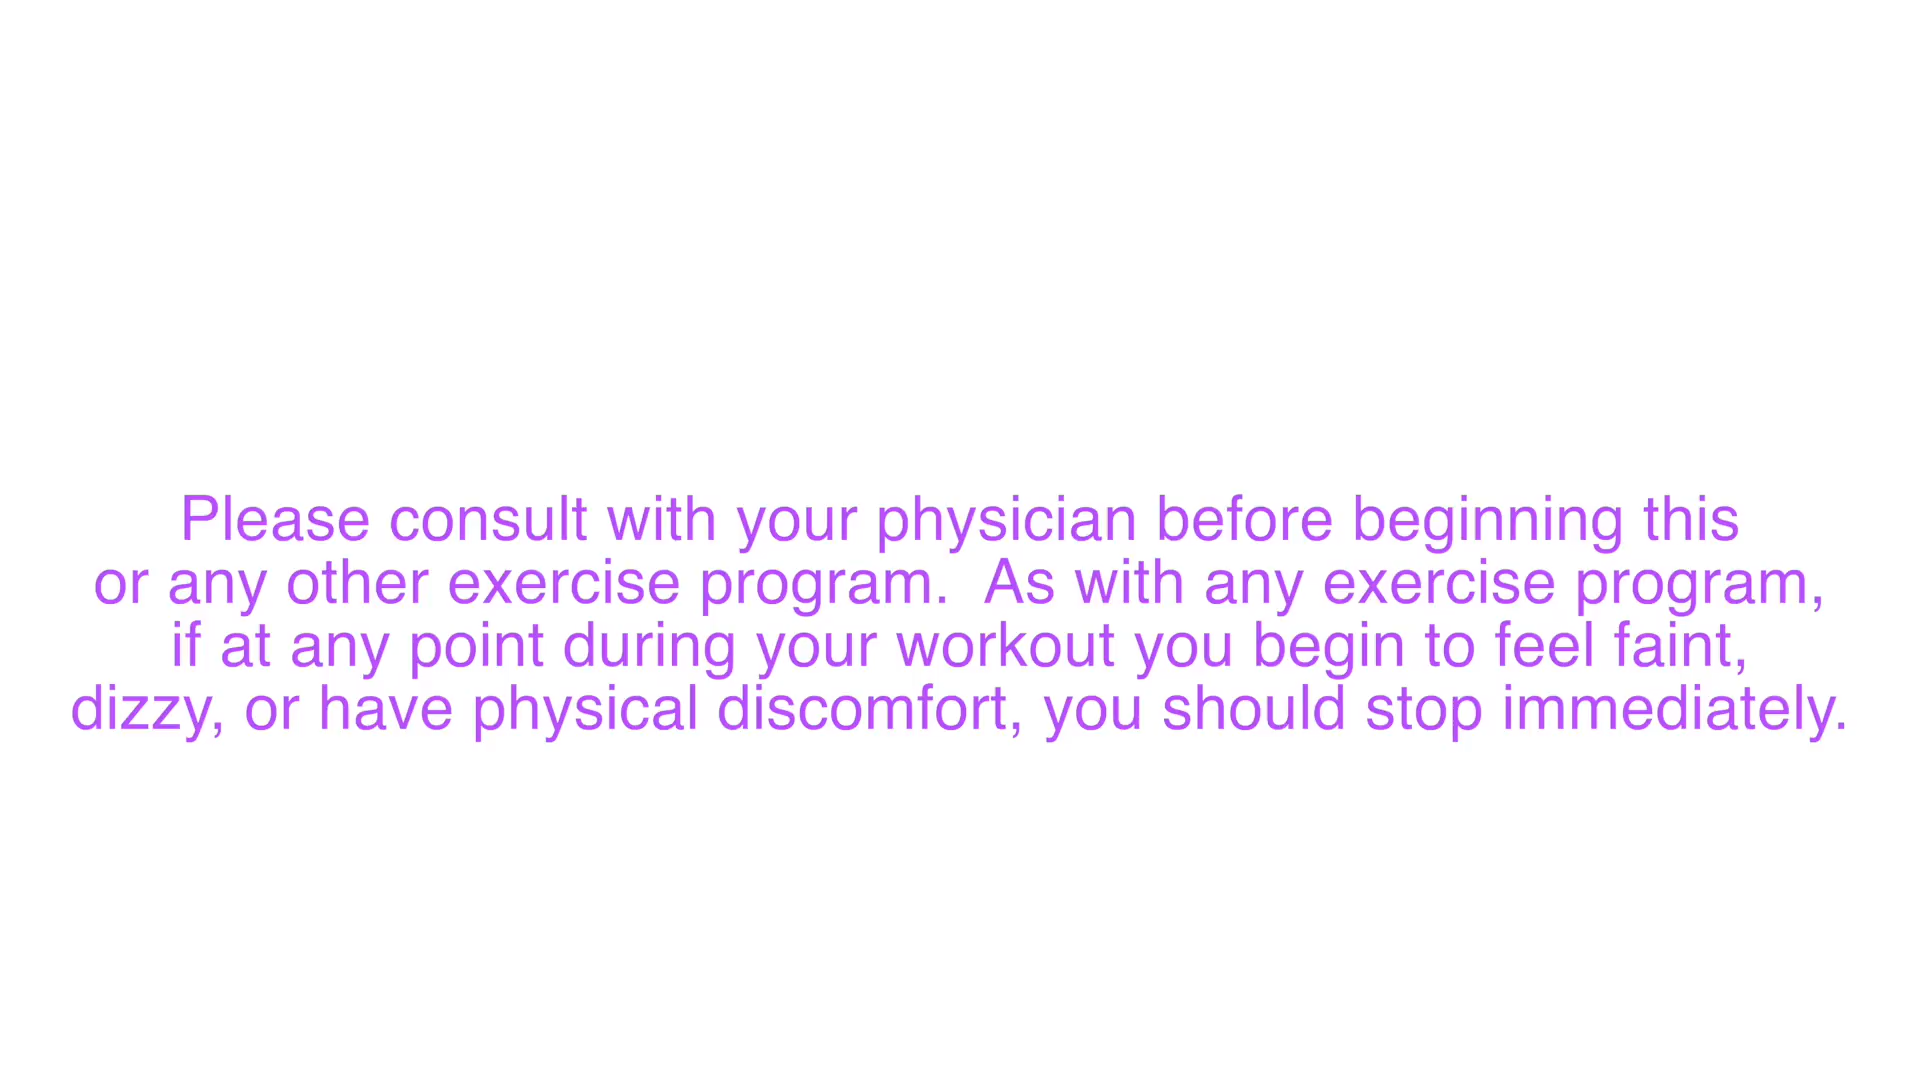 Please consult with your physician before beginning this
or any other exercise program.  As with any exercise program,
if at any point during your workout you begin to feel faint,
dizzy, or have physical discomfort, you should stop immediately.